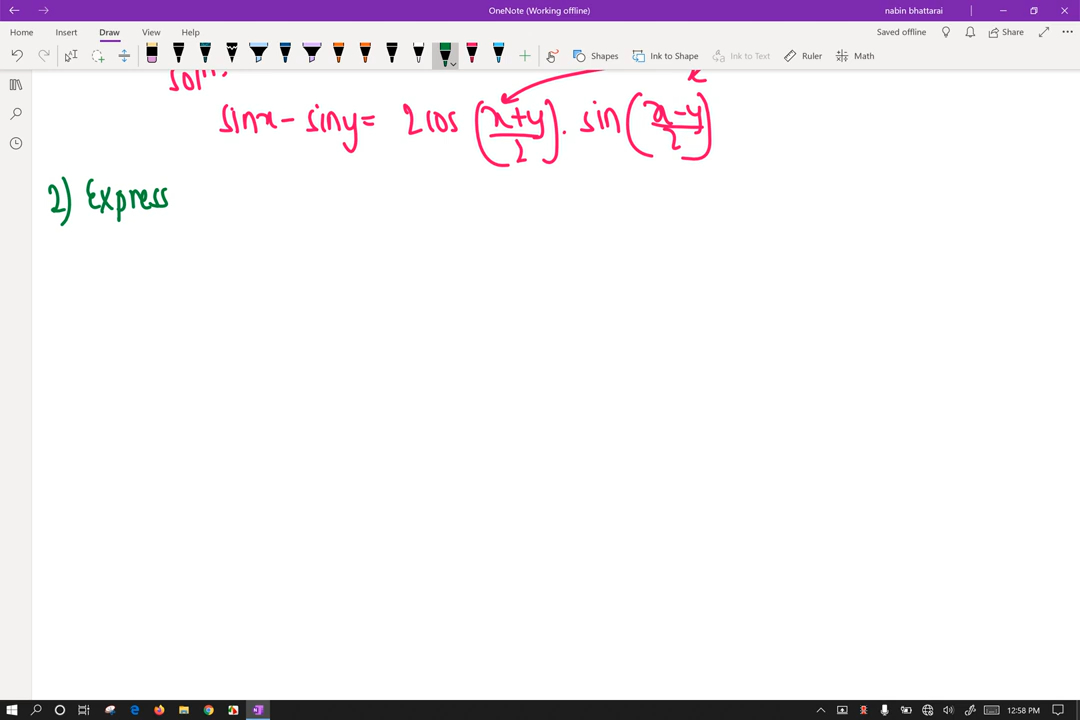 OneNote (Working offline)
nabin bhattarai
Home Insert Draw View Help
Saved offline
Share
Shapes
Ink to Shape
Ink to Text
Ruler
Math
soln.
sinx - siny = 2cos (x+y/2) . sin (x-y/2)
2) Express
12:58 PM